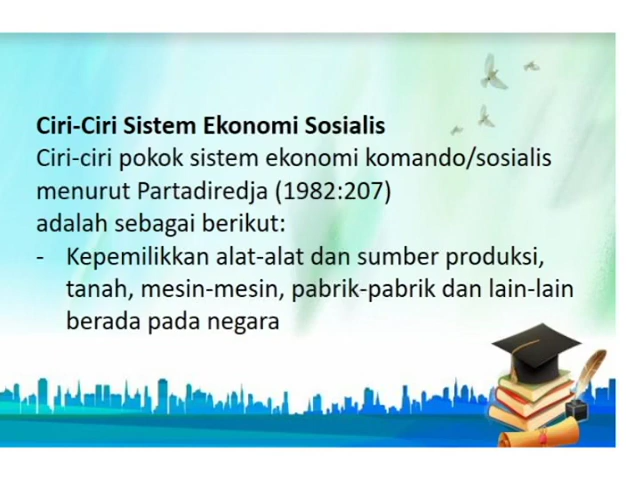 Ciri-Ciri Sistem Ekonomi Sosialis
Ciri-ciri pokok sistem ekonomi komando/sosialis
menurut Partadiredja (1982:207)
adalah sebagai berikut:
- Kepemilikkan alat-alat dan sumber produksi,
tanah, mesin-mesin, pabrik-pabrik dan lain-lain
berada pada negara